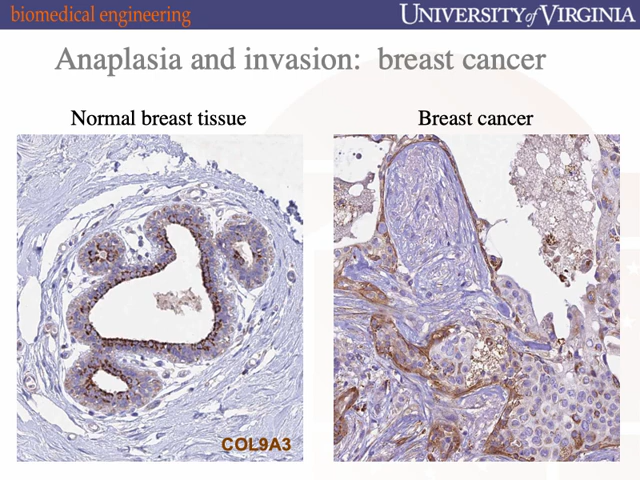 biomedical engineering
UNIVERSITY of VIRGINIA
Anaplasia and invasion: breast cancer
Normal breast tissue
Breast cancer
COL9A3